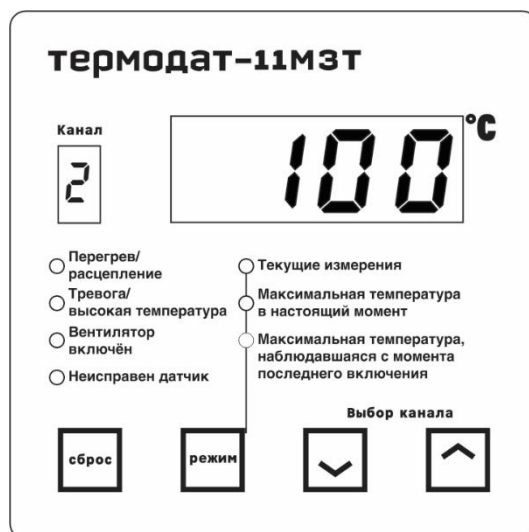 термодат-11М3Т
Канал
2
100
°C
Перегрев/
расцепление
Тревога/
высокая температура
Вентилятор
включён
Неисправен датчик
Текущие измерения
Максимальная температура
в настоящий момент
Максимальная температура,
наблюдавшаяся с момента
последнего включения
Выбор канала
сброс
режим